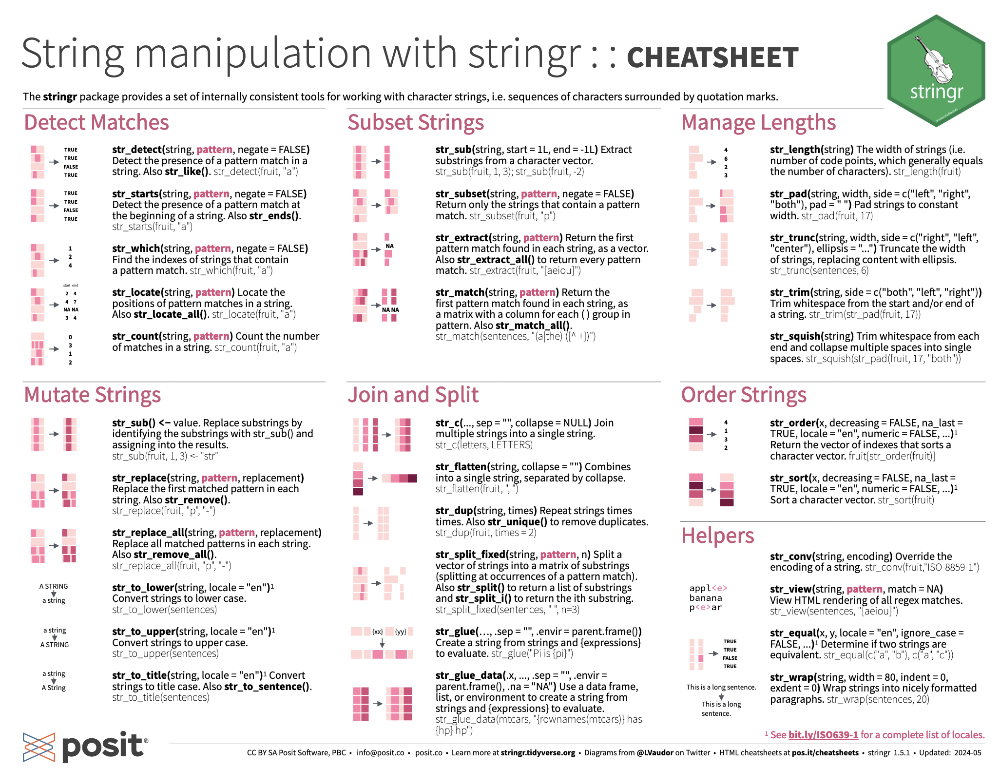 String manipulation with stringr : : CHEATSHEET
stringr
www.rstudio.com
The stringr package provides a set of internally consistent tools for working with character strings, i.e. sequences of characters surrounded by quotation marks.
Detect Matches
TRUE
TRUE
FALSE
TRUE
str_detect(string, pattern, negate = FALSE)
Detect the presence of a pattern match in a
string. Also str_like(). str_detect(fruit, "a")
TRUE
TRUE
FALSE
TRUE
str_starts(string, pattern, negate = FALSE)
Detect the presence of a pattern match at
the beginning of a string. Also str_ends().
str_starts(fruit, "a")
1
2
4
str_which(string, pattern, negate = FALSE)
Find the indexes of strings that contain
a pattern match. str_which(fruit, "a")
start end
2 4
4 7
NA NA
3 4
str_locate(string, pattern) Locate the
positions of pattern matches in a string.
Also str_locate_all(). str_locate(fruit, "a")
0
3
1
2
str_count(string, pattern) Count the number
of matches in a string. str_count(fruit, "a")
Subset Strings
str_sub(string, start = 1L, end = -1L) Extract
substrings from a character vector.
str_sub(fruit, 1, 3); str_sub(fruit, -2)
str_subset(string, pattern, negate = FALSE)
Return only the strings that contain a pattern
match. str_subset(fruit, "p")
NA
str_extract(string, pattern) Return the first
pattern match found in each string, as a vector.
Also str_extract_all() to return every pattern
match. str_extract(fruit, "[aeiou]")
NA NA
str_match(string, pattern) Return the
first pattern match found in each string, as
a matrix with a column for each ( ) group in
pattern. Also str_match_all().
str_match(sentences, "(a|the) ([^ +])")
Manage Lengths
4
6
2
3
str_length(string) The width of strings (i.e.
number of code points, which generally equals
the number of characters). str_length(fruit)
str_pad(string, width, side = c("left", "right",
"both"), pad = " ") Pad strings to constant
width. str_pad(fruit, 17)
str_trunc(string, width, side = c("right", "left",
"center"), ellipsis = "...") Truncate the width
of strings, replacing content with ellipsis.
str_trunc(sentences, 6)
str_trim(string, side = c("both", "left", "right"))
Trim whitespace from the start and/or end of
a string. str_trim(str_pad(fruit, 17))
str_squish(string) Trim whitespace from each
end and collapse multiple spaces into single
spaces. str_squish(str_pad(fruit, 17, "both"))
Mutate Strings
str_sub() <- value. Replace substrings by
identifying the substrings with str_sub() and
assigning into the results.
str_sub(fruit, 1, 3) <- "str"
str_replace(string, pattern, replacement)
Replace the first matched pattern in each
string. Also str_remove().
str_replace(fruit, "p", "-")
str_replace_all(string, pattern, replacement)
Replace all matched patterns in each string.
Also str_remove_all().
str_replace_all(fruit, "p", "-")
A STRING
a string
str_to_lower(string, locale = "en")1
Convert strings to lower case.
str_to_lower(sentences)
a string
A STRING
str_to_upper(string, locale = "en")1
Convert strings to upper case.
str_to_upper(sentences)
a string
A String
str_to_title(string, locale = "en")1 Convert
strings to title case. Also str_to_sentence().
str_to_title(sentences)
Join and Split
str_c(..., sep = "", collapse = NULL) Join
multiple strings into a single string.
str_c(letters, LETTERS)
str_flatten(string, collapse = "") Combines
into a single string, separated by collapse.
str_flatten(fruit, ", ")
str_dup(string, times) Repeat strings times
times. Also str_unique() to remove duplicates.
str_dup(fruit, times = 2)
str_split_fixed(string, pattern, n) Split a
vector of strings into a matrix of substrings
(splitting at occurrences of a pattern match).
Also str_split() to return a list of substrings
and str_split_i() to return the ith substring.
str_split_fixed(sentences, " ", n=3)
{xx} {yy}
str_glue(…, .sep = "", .envir = parent.frame())
Create a string from strings and {expressions}
to evaluate. str_glue("Pi is {pi}")
str_glue_data(.x, ..., .sep = "", .envir =
parent.frame(), .na = "NA") Use a data frame,
list, or environment to create a string from
strings and {expressions} to evaluate.
str_glue_data(mtcars, "{rownames(mtcars)} has
{hp} hp")
Order Strings
4
1
3
2
str_order(x, decreasing = FALSE, na_last =
TRUE, locale = "en", numeric = FALSE, ...)1
Return the vector of indexes that sorts a
character vector. fruit[str_order(fruit)]
str_sort(x, decreasing = FALSE, na_last =
TRUE, locale = "en", numeric = FALSE, ...)1
Sort a character vector. str_sort(fruit)
Helpers
str_conv(string, encoding) Override the
encoding of a string. str_conv(fruit,"ISO-8859-1")
appl<e>
banana
p<e>ar
str_view(string, pattern, match = NA)
View HTML rendering of all regex matches.
str_view(sentences, "[aeiou]")
TRUE
TRUE
FALSE
TRUE
str_equal(x, y, locale = "en", ignore_case =
FALSE, ...)1 Determine if two strings are
equivalent. str_equal(c("a", "b"), c("a", "c"))
This is a long sentence.
This is a long
sentence.
str_wrap(string, width = 80, indent = 0,
exdent = 0) Wrap strings into nicely formatted
paragraphs. str_wrap(sentences, 20)
1 See bit.ly/ISO639-1 for a complete list of locales.
posit®
CC BY SA Posit Software, PBC • info@posit.co • posit.co • Learn more at stringr.tidyverse.org • Diagrams from @LVaudor on Twitter • HTML cheatsheets at pos.it/cheatsheets • stringr 1.5.1 • Updated: 2024-05